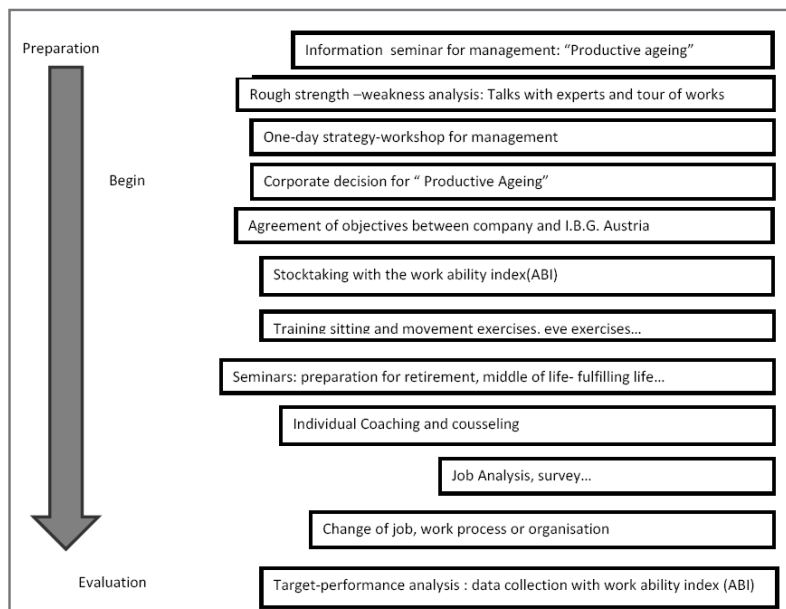 Preparation
Information seminar for management: "Productive ageing"
Rough strength –weakness analysis: Talks with experts and tour of works
One-day strategy-workshop for management
Begin
Corporate decision for " Productive Ageing"
Agreement of objectives between company and I.B.G. Austria
Stocktaking with the work ability index(ABI)
Training sitting and movement exercises, eye exercises...
Seminars: preparation for retirement, middle of life- fulfilling life...
Individual Coaching and cousseling
Job Analysis, survey...
Change of job, work process or organisation
Evaluation
Target-performance analysis : data collection with work ability index (ABI)